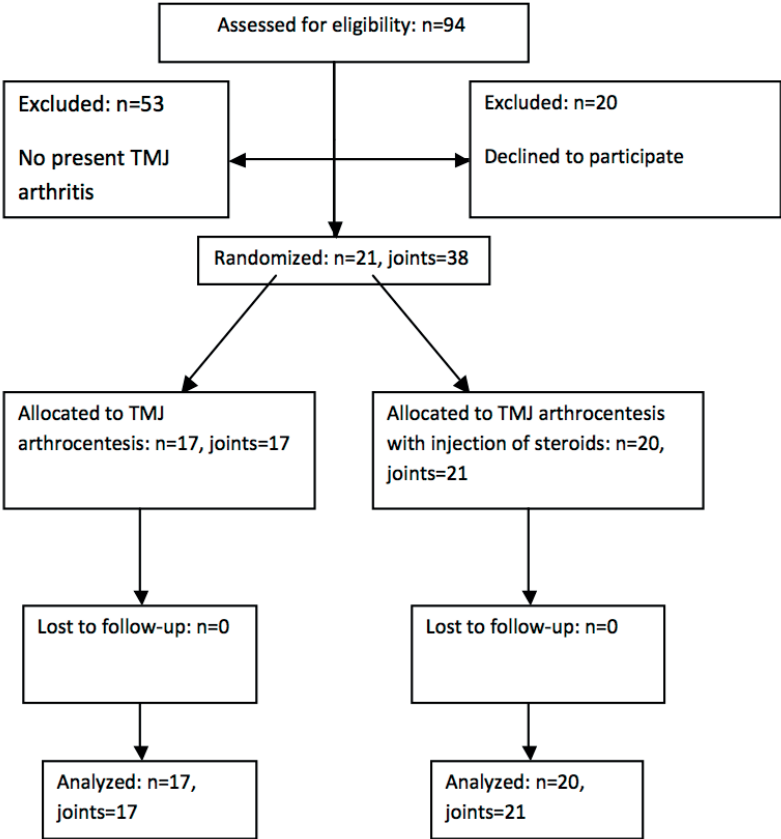 Assessed for eligibility: n=94
Excluded: n=53
No present TMJ
arthritis
Excluded: n=20
Declined to participate
Randomized: n=21, joints=38
Allocated to TMJ
arthrocentesis: n=17, joints=17
Allocated to TMJ arthrocentesis
with injection of steroids: n=20,
joints=21
Lost to follow-up: n=0
Lost to follow-up: n=0
Analyzed: n=17,
joints=17
Analyzed: n=20,
joints=21